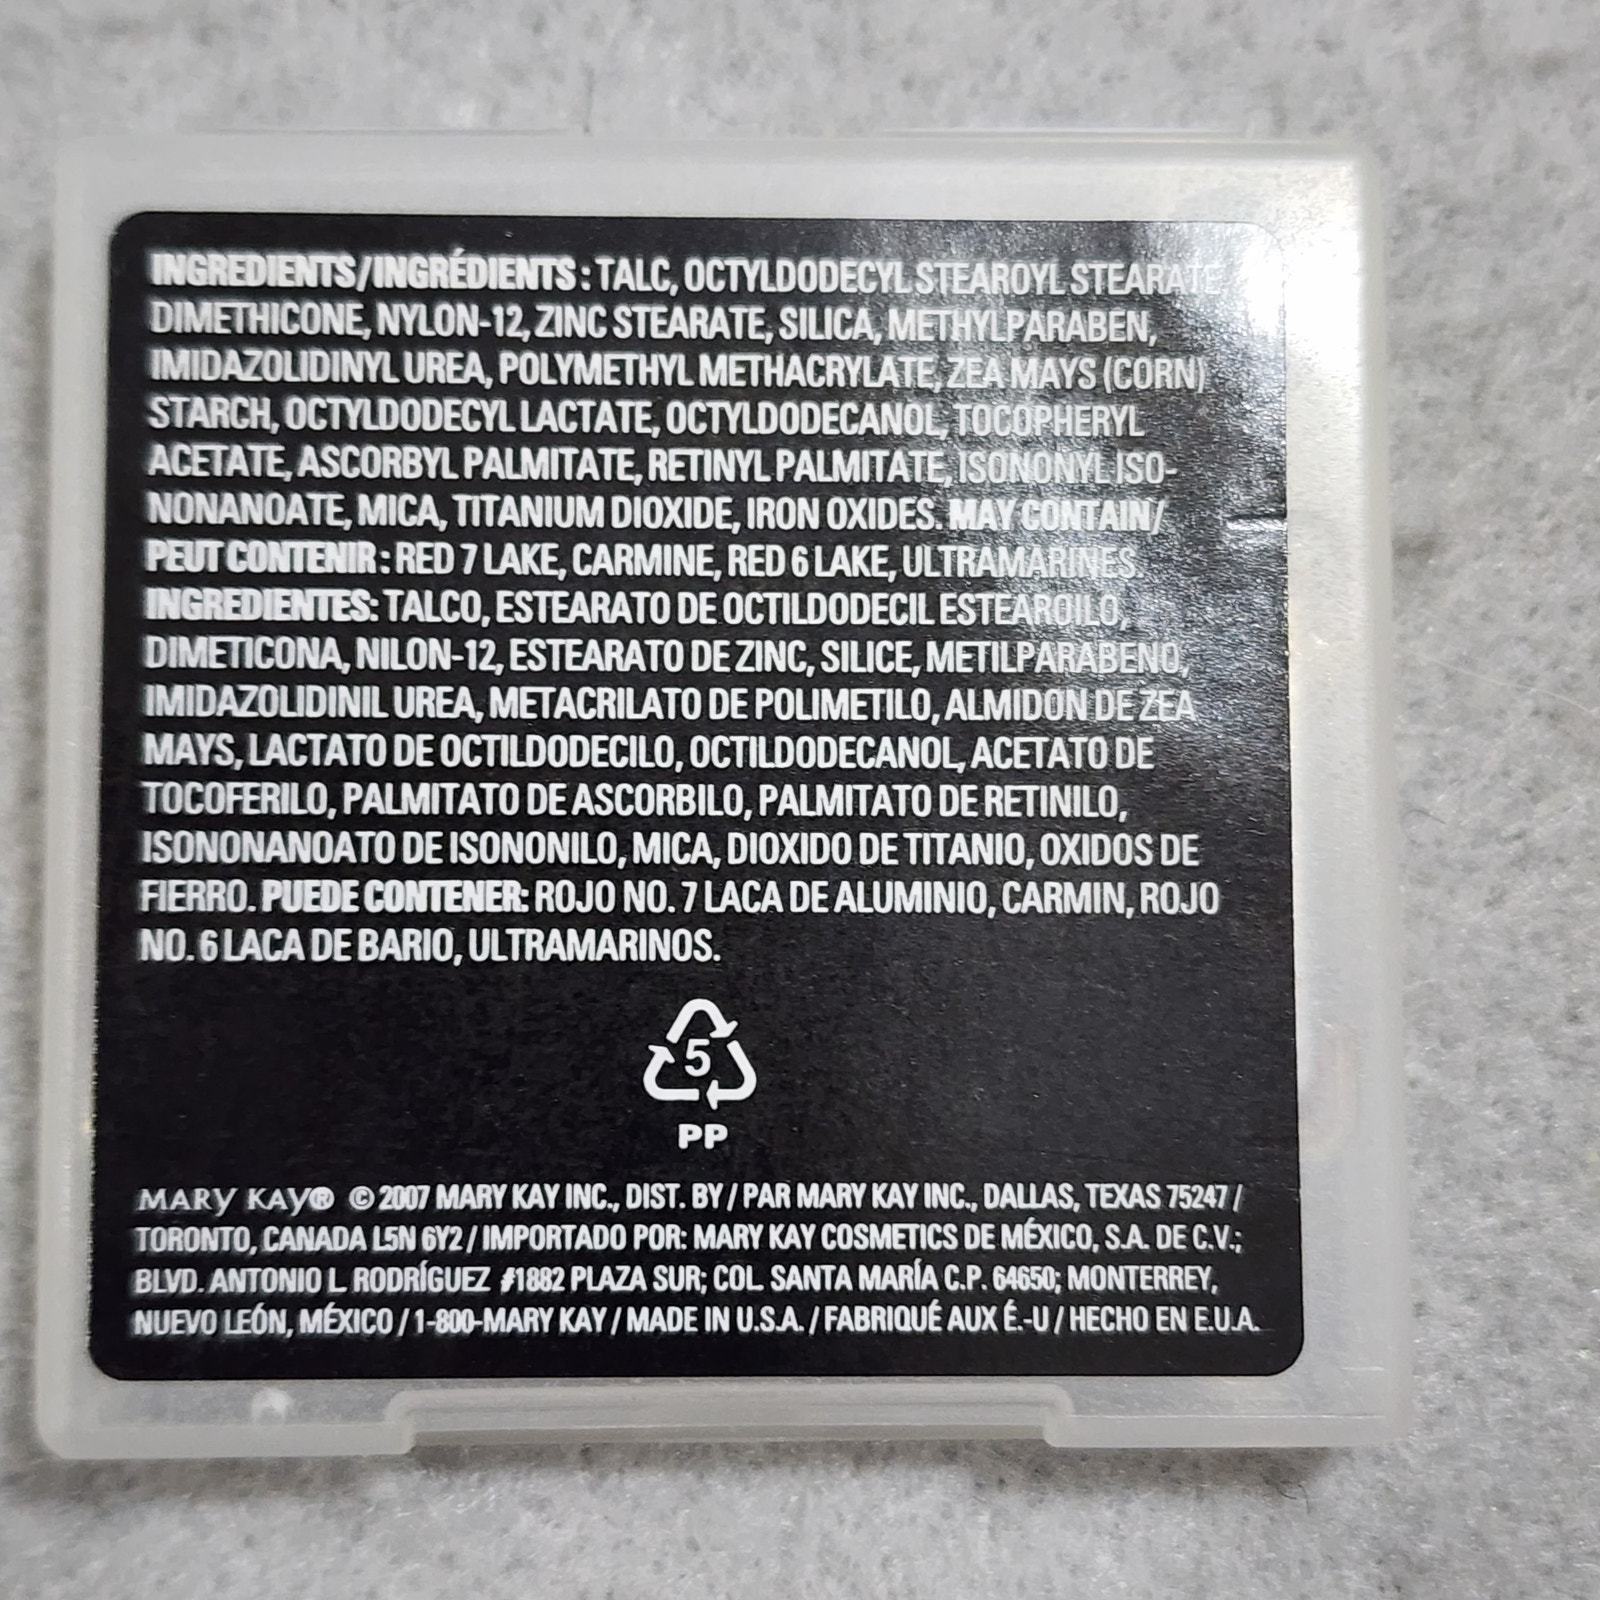 INGREDIENTS/INGRÉDIENTS : TALC, OCTYLDODECYL STEAROYL STEARATE
DIMETHICONE, NYLON-12, ZINC STEARATE, SILICA, METHYLPARABEN,
IMIDAZOLIDINYL UREA, POLYMETHYL METHACRYLATE, ZEA MAYS (CORN)
STARCH, OCTYLDODECYL LACTATE, OCTYLDODECANOL, TOCOPHERYL
ACETATE, ASCORBYL PALMITATE, RETINYL PALMITATE, ISONONYL ISO-
NONANOATE, MICA, TITANIUM DIOXIDE, IRON OXIDES. MAY CONTAIN/
PEUT CONTENIR : RED 7 LAKE, CARMINE, RED 6 LAKE, ULTRAMARINES.
INGREDIENTES: TALCO, ESTEARATO DE OCTILDODECIL ESTEAROILO,
DIMETICONA, NILON-12, ESTEARATO DE ZINC, SILICE, METILPARABENO,
IMIDAZOLIDINIL UREA, METACRILATO DE POLIMETILO, ALMIDON DE ZEA
MAYS, LACTATO DE OCTILDODECILO, OCTILDODECANOL, ACETATO DE
TOCOFERILO, PALMITATO DE ASCORBILO, PALMITATO DE RETINILO,
ISONONANOATO DE ISONONILO, MICA, DIOXIDO DE TITANIO, OXIDOS DE
FIERRO. PUEDE CONTENER: ROJO NO. 7 LACA DE ALUMINIO, CARMIN, ROJO
NO. 6 LACA DE BARIO, ULTRAMARINOS.
5
PP
MARY KAY® © 2007 MARY KAY INC., DIST. BY / PAR MARY KAY INC., DALLAS, TEXAS 75247 /
TORONTO, CANADA L5N 6Y2 / IMPORTADO POR: MARY KAY COSMETICS DE MÉXICO, S.A. DE C.V.;
BLVD. ANTONIO L. RODRÍGUEZ #1882 PLAZA SUR; COL. SANTA MARÍA C.P. 64650; MONTERREY,
NUEVO LEÓN, MÉXICO / 1-800-MARY KAY / MADE IN U.S.A. / FABRIQUÉ AUX É.-U / HECHO EN E.U.A.